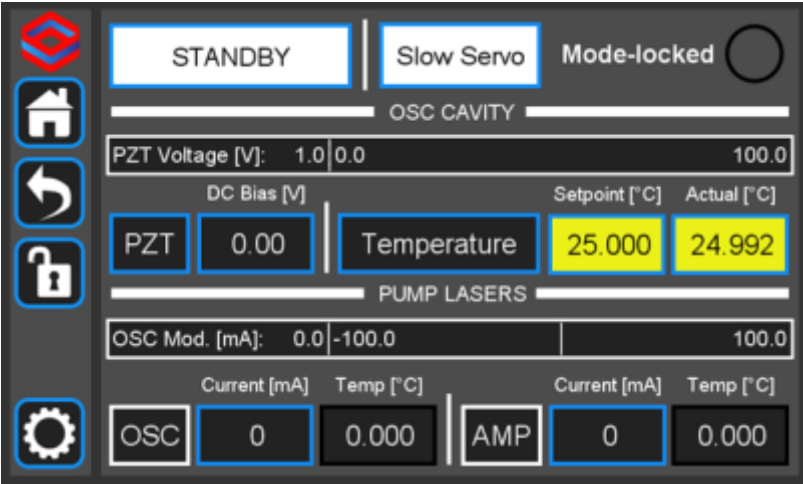 STANDBY Slow Servo Mode-locked
OSC CAVITY
PZT Voltage [V]: 1.0 0.0 100.0
DC Bias [V] Setpoint [°C] Actual [°C]
PZT 0.00 Temperature 25.000 24.992
PUMP LASERS
OSC Mod. [mA]: 0.0 -100.0 100.0
Current [mA] Temp [°C] Current [mA] Temp [°C]
OSC 0 0.000 AMP 0 0.000